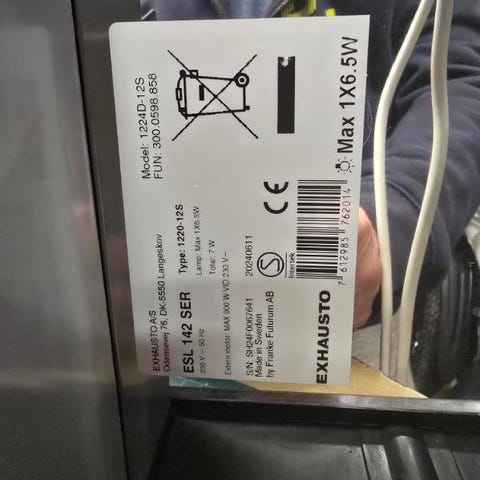 EXHAUSTO A/S
Odensevej 76, DK-5550 Langeskov
Model: 1224D-12S
FUN: 300.0598.858
ESL 142 SER
Type: 1220-12S
230 V ~ 50 Hz
Lamp: Max 1X6.5W
Total: 7 W
Extern motor: MAX 900 W VID 230 V ~
S/N. SH24F0067641
20240611
Made in Sweden
by Franke Futurum AB
S
Intertek
CE
EXHAUSTO
7 612985 762014
Max 1X6.5W